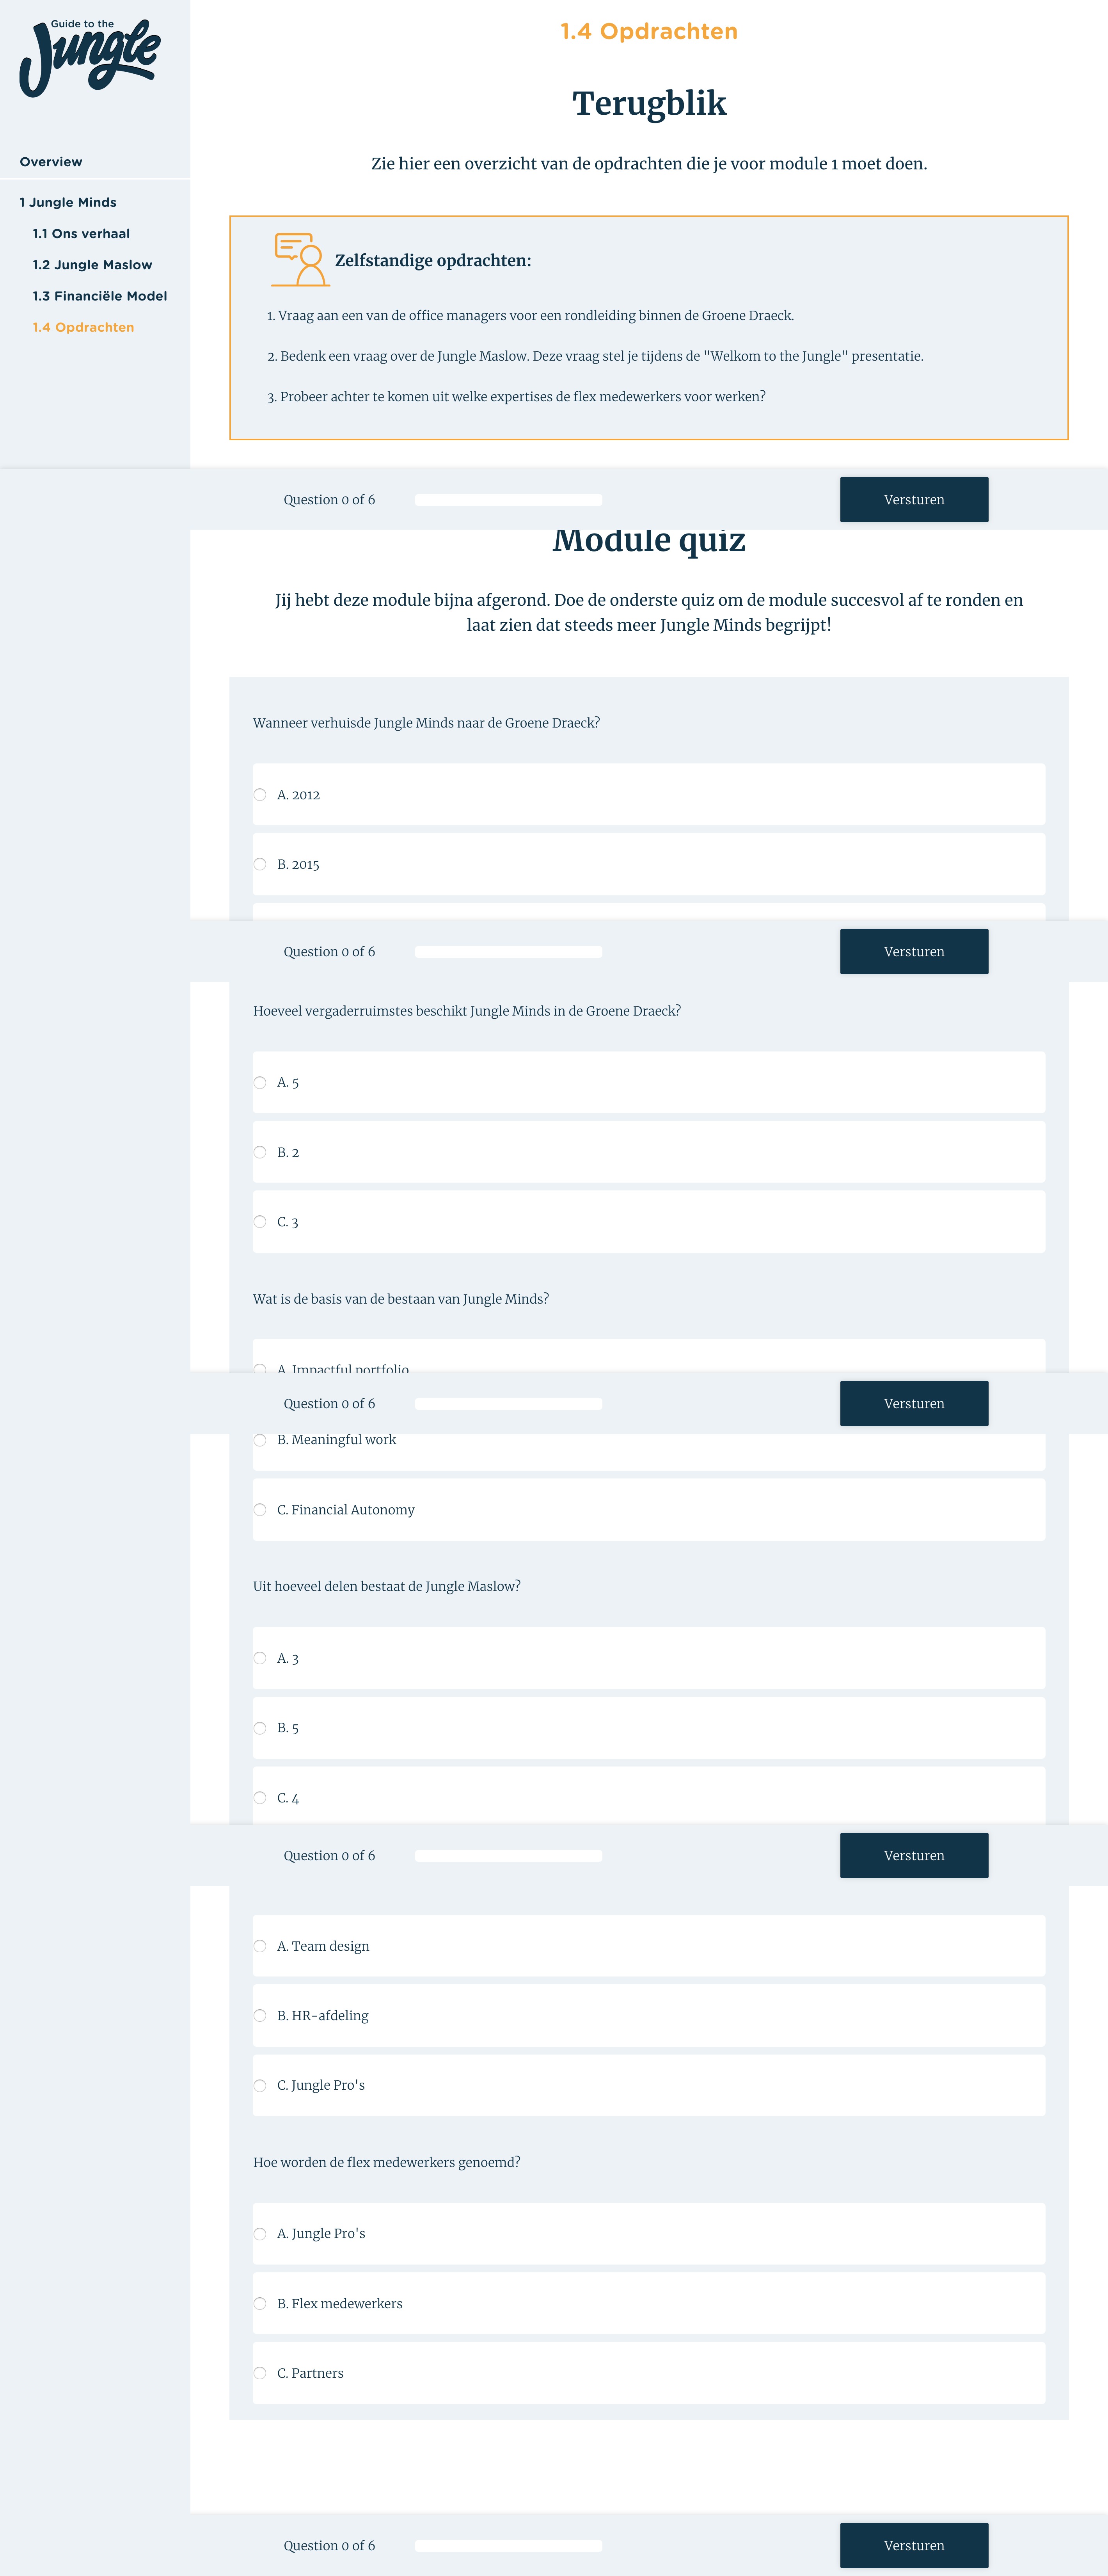 Guide to the
Jungle
Overview
1 Jungle Minds
1.1 Ons verhaal
1.2 Jungle Maslow
1.3 Financiële Model
1.4 Opdrachten
1.4 Opdrachten
Terugblik
Zie hier een overzicht van de opdrachten die je voor module 1 moet doen.
Zelfstandige opdrachten:
1. Vraag aan een van de office managers voor een rondleiding binnen de Groene Draeck.
2. Bedenk een vraag over de Jungle Maslow. Deze vraag stel je tijdens de "Welkom to the Jungle" presentatie.
3. Probeer achter te komen uit welke expertises de flex medewerkers voor werken?
Question 0 of 6
Versturen
Module quiz
Jij hebt deze module bijna afgerond. Doe de onderste quiz om de module succesvol af te ronden en
laat zien dat steeds meer Jungle Minds begrijpt!
Wanneer verhuisde Jungle Minds naar de Groene Draeck?
A. 2012
B. 2015
Question 0 of 6
Versturen
Hoeveel vergaderruimstes beschikt Jungle Minds in de Groene Draeck?
A. 5
B. 2
C. 3
Wat is de basis van de bestaan van Jungle Minds?
A. Impactful portfolio
Question 0 of 6
Versturen
B. Meaningful work
C. Financial Autonomy
Uit hoeveel delen bestaat de Jungle Maslow?
A. 3
B. 5
C. 4
Question 0 of 6
Versturen
A. Team design
B. HR-afdeling
C. Jungle Pro's
Hoe worden de flex medewerkers genoemd?
A. Jungle Pro's
B. Flex medewerkers
C. Partners
Question 0 of 6
Versturen